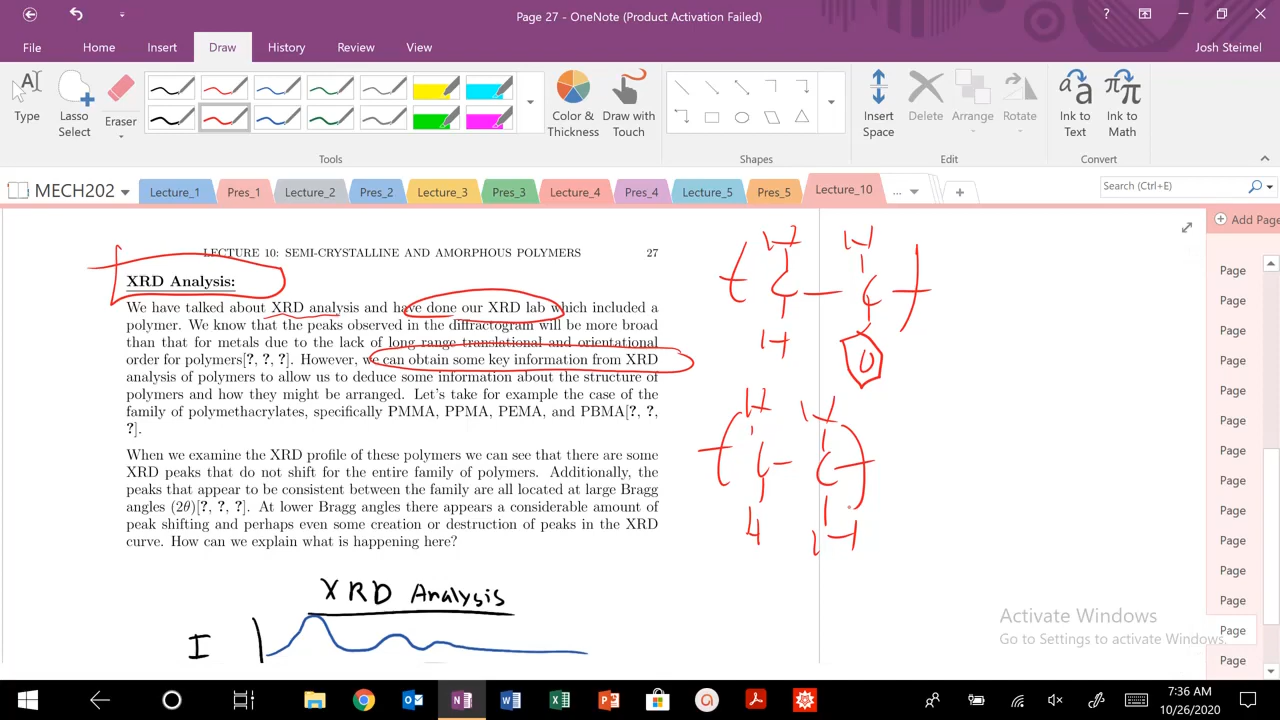 Page 27 - OneNote (Product Activation Failed)
File Home Insert Draw History Review View Josh Steimel
Type Lasso Select Eraser Color & Thickness Draw with Touch Insert Space Delete Arrange Rotate Ink to Text Ink to Math
Tools Shapes Edit Convert
MECH202 Lecture_1 Pres_1 Lecture_2 Pres_2 Lecture_3 Pres_3 Lecture_4 Pres_4 Lecture_5 Pres_5 Lecture_10 ... Search (Ctrl+E)
Add Page
LECTURE 10: SEMI-CRYSTALLINE AND AMORPHOUS POLYMERS 27
XRD Analysis:
We have talked about XRD analysis and have done our XRD lab which included a
polymer. We know that the peaks observed in the diffractogram will be more broad
than that for metals due to the lack of long range translational and orientational
order for polymers[?, ?, ?]. However, we can obtain some key information from XRD
analysis of polymers to allow us to deduce some information about the structure of
polymers and how they might be arranged. Let's take for example the case of the
family of polymethacrylates, specifically PMMA, PPMA, PEMA, and PBMA[?, ?,
?].
When we examine the XRD profile of these polymers we can see that there are some
XRD peaks that do not shift for the entire family of polymers. Additionally, the
peaks that appear to be consistent between the family are all located at large Bragg
angles (2θ)[?, ?, ?]. At lower Bragg angles there appears a considerable amount of
peak shifting and perhaps even some creation or destruction of peaks in the XRD
curve. How can we explain what is happening here?
XRD Analysis
I
H H
C C
H
H H
C C
H H
Page
Page
Page
Page
Page
Page
Page
Page
Page
Page
Page
Page
Page
Page
Activate Windows
Go to Settings to activate Windows.
7:36 AM
10/26/2020